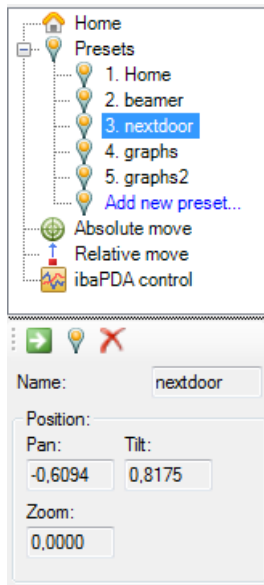 Home
Presets
1. Home
2. beamer
3. nextdoor
4. graphs
5. graphs2
Add new preset...
Absolute move
Relative move
ibaPDA control
Name: nextdoor
Position:
Pan: Tilt:
-0,6094 0,8175
Zoom:
0,0000